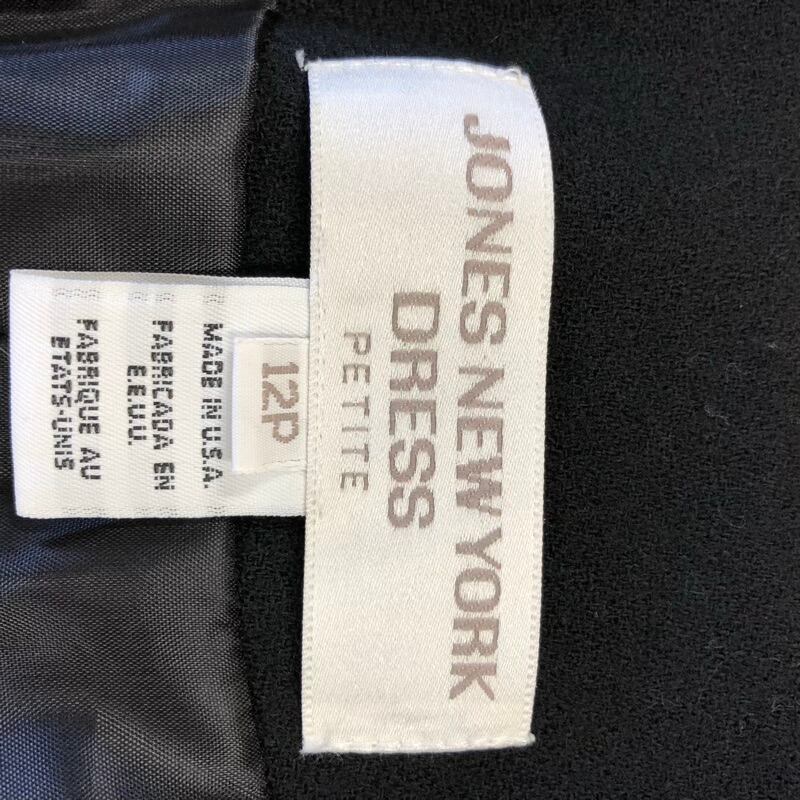 JONES NEW YORK
DRESS
PETITE
12P
MADE IN U.S.A.
FABRICADA EN
E.E.U.U.
FABRIQUE AU
ETATS-UNIS